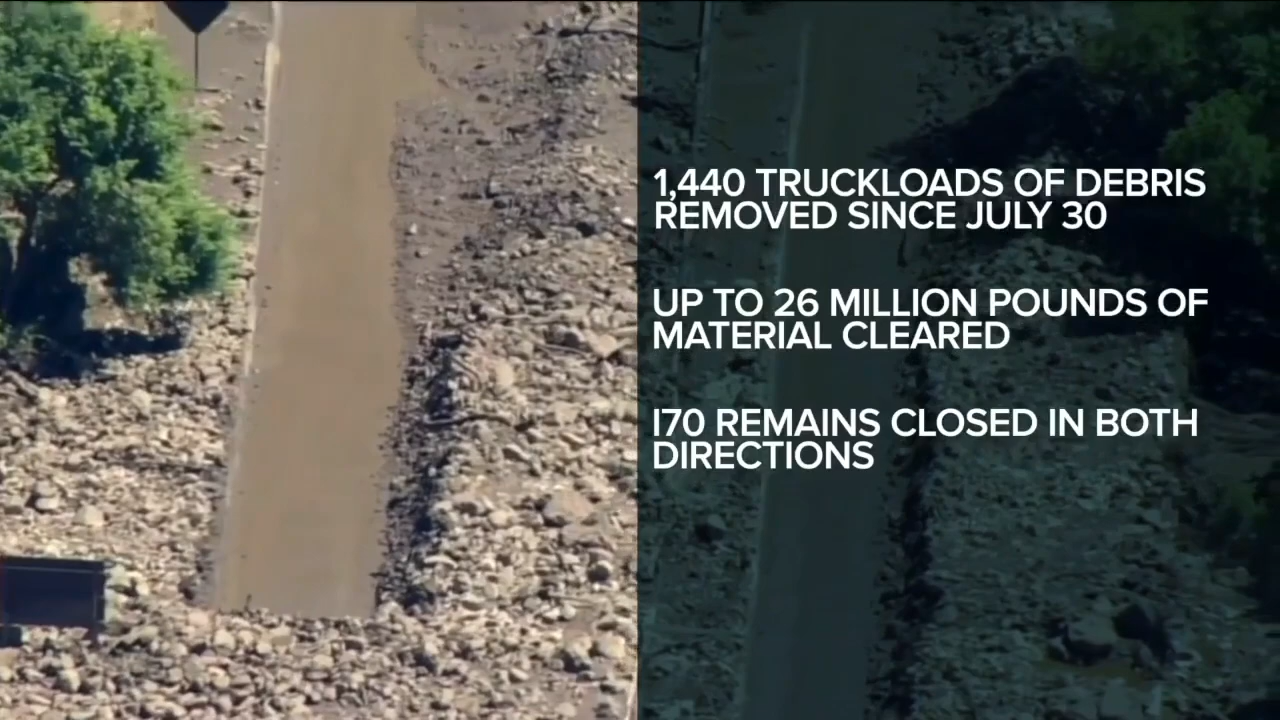 1,440 TRUCKLOADS OF DEBRIS
REMOVED SINCE JULY 30
UP TO 26 MILLION POUNDS OF
MATERIAL CLEARED
I70 REMAINS CLOSED IN BOTH
DIRECTIONS